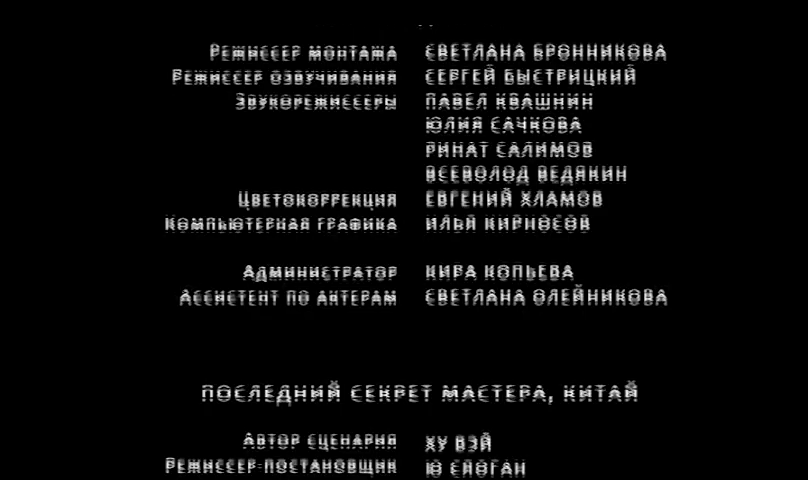 Режиссер монтажа СВЕТЛАНА БРОННИКОВА
Режиссер озвучивания СЕРГЕЙ БЫСТРИЦКИЙ
Звукорежиссеры ПАВЕЛ КВАШНИН
ЮЛИЯ САЧКОВА
РИНАТ САЛИМОВ
ВСЕВОЛОД ВЕДЯКИН
Цветокоррекция ЕВГЕНИЙ ХЛАМОВ
Компьютерная графика ИЛЬЯ КИРНОСОВ
Администратор КИРА КОПЬЕВА
Ассистент по актерам СВЕТЛАНА ОЛЕЙНИКОВА
ПОСЛЕДНИЙ СЕКРЕТ МАСТЕРА, КИТАЙ
Автор сценария ХУ ВЭЙ
Режиссер-постановщик Ю